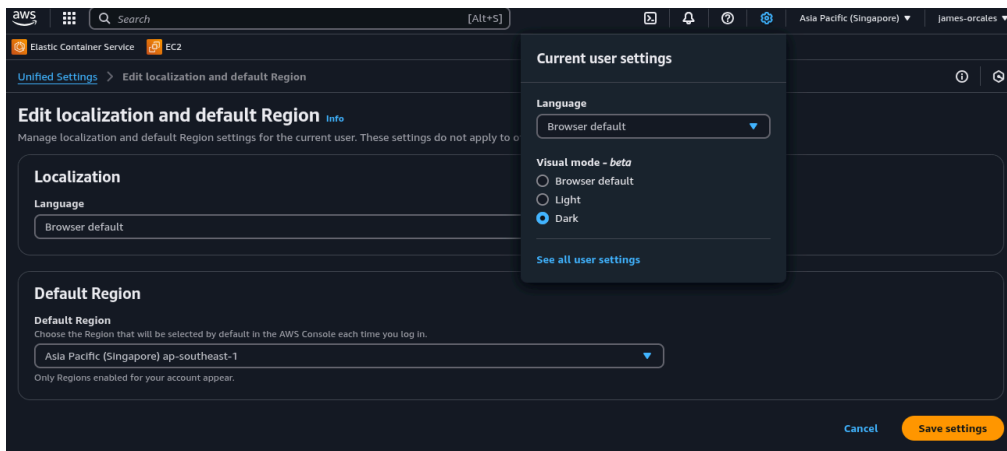 aws
Search [Alt+S]
Asia Pacific (Singapore) ▼
james-orcales ▼
Elastic Container Service
EC2
Unified Settings > Edit localization and default Region
Edit localization and default Region Info
Manage localization and default Region settings for the current user. These settings do not apply to
Localization
Language
Browser default
Default Region
Default Region
Choose the Region that will be selected by default in the AWS Console each time you log in.
Asia Pacific (Singapore) ap-southeast-1
Only Regions enabled for your account appear.
Cancel
Save settings
Current user settings
Language
Browser default
Visual mode - beta
Browser default
Light
Dark
See all user settings